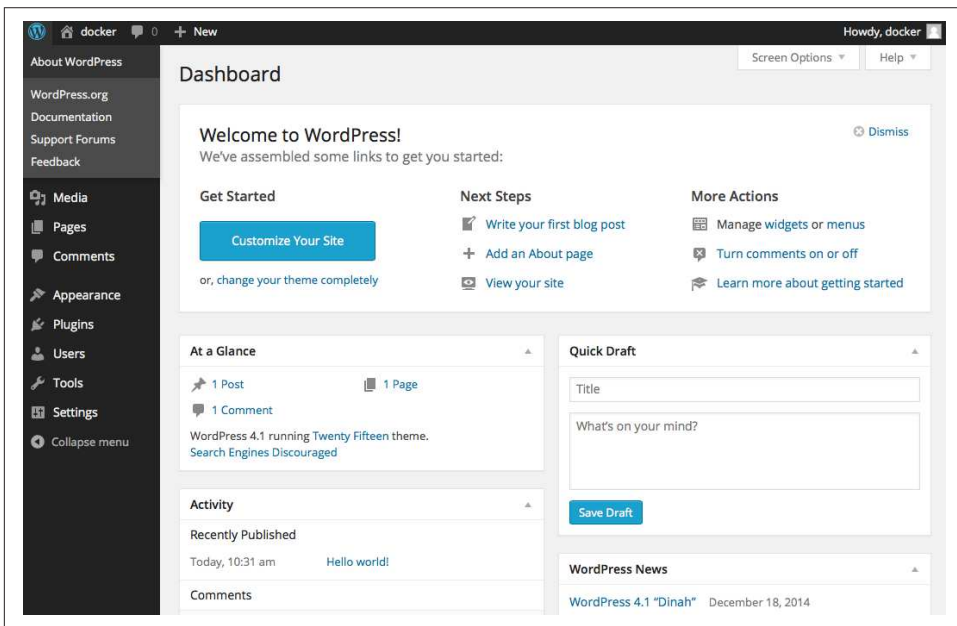 docker 0 + New Howdy, docker
About WordPress
WordPress.org
Documentation
Support Forums
Feedback
Media
Pages
Comments
Appearance
Plugins
Users
Tools
Settings
Collapse menu
Screen Options Help
Dashboard
Welcome to WordPress!
Dismiss
We've assembled some links to get you started:
Get Started
Customize Your Site
or, change your theme completely
Next Steps
Write your first blog post
Add an About page
View your site
More Actions
Manage widgets or menus
Turn comments on or off
Learn more about getting started
At a Glance
1 Post 1 Page
1 Comment
WordPress 4.1 running Twenty Fifteen theme.
Search Engines Discouraged
Activity
Recently Published
Today, 10:31 am Hello world!
Comments
Quick Draft
Title
What's on your mind?
Save Draft
WordPress News
WordPress 4.1 "Dinah" December 18, 2014